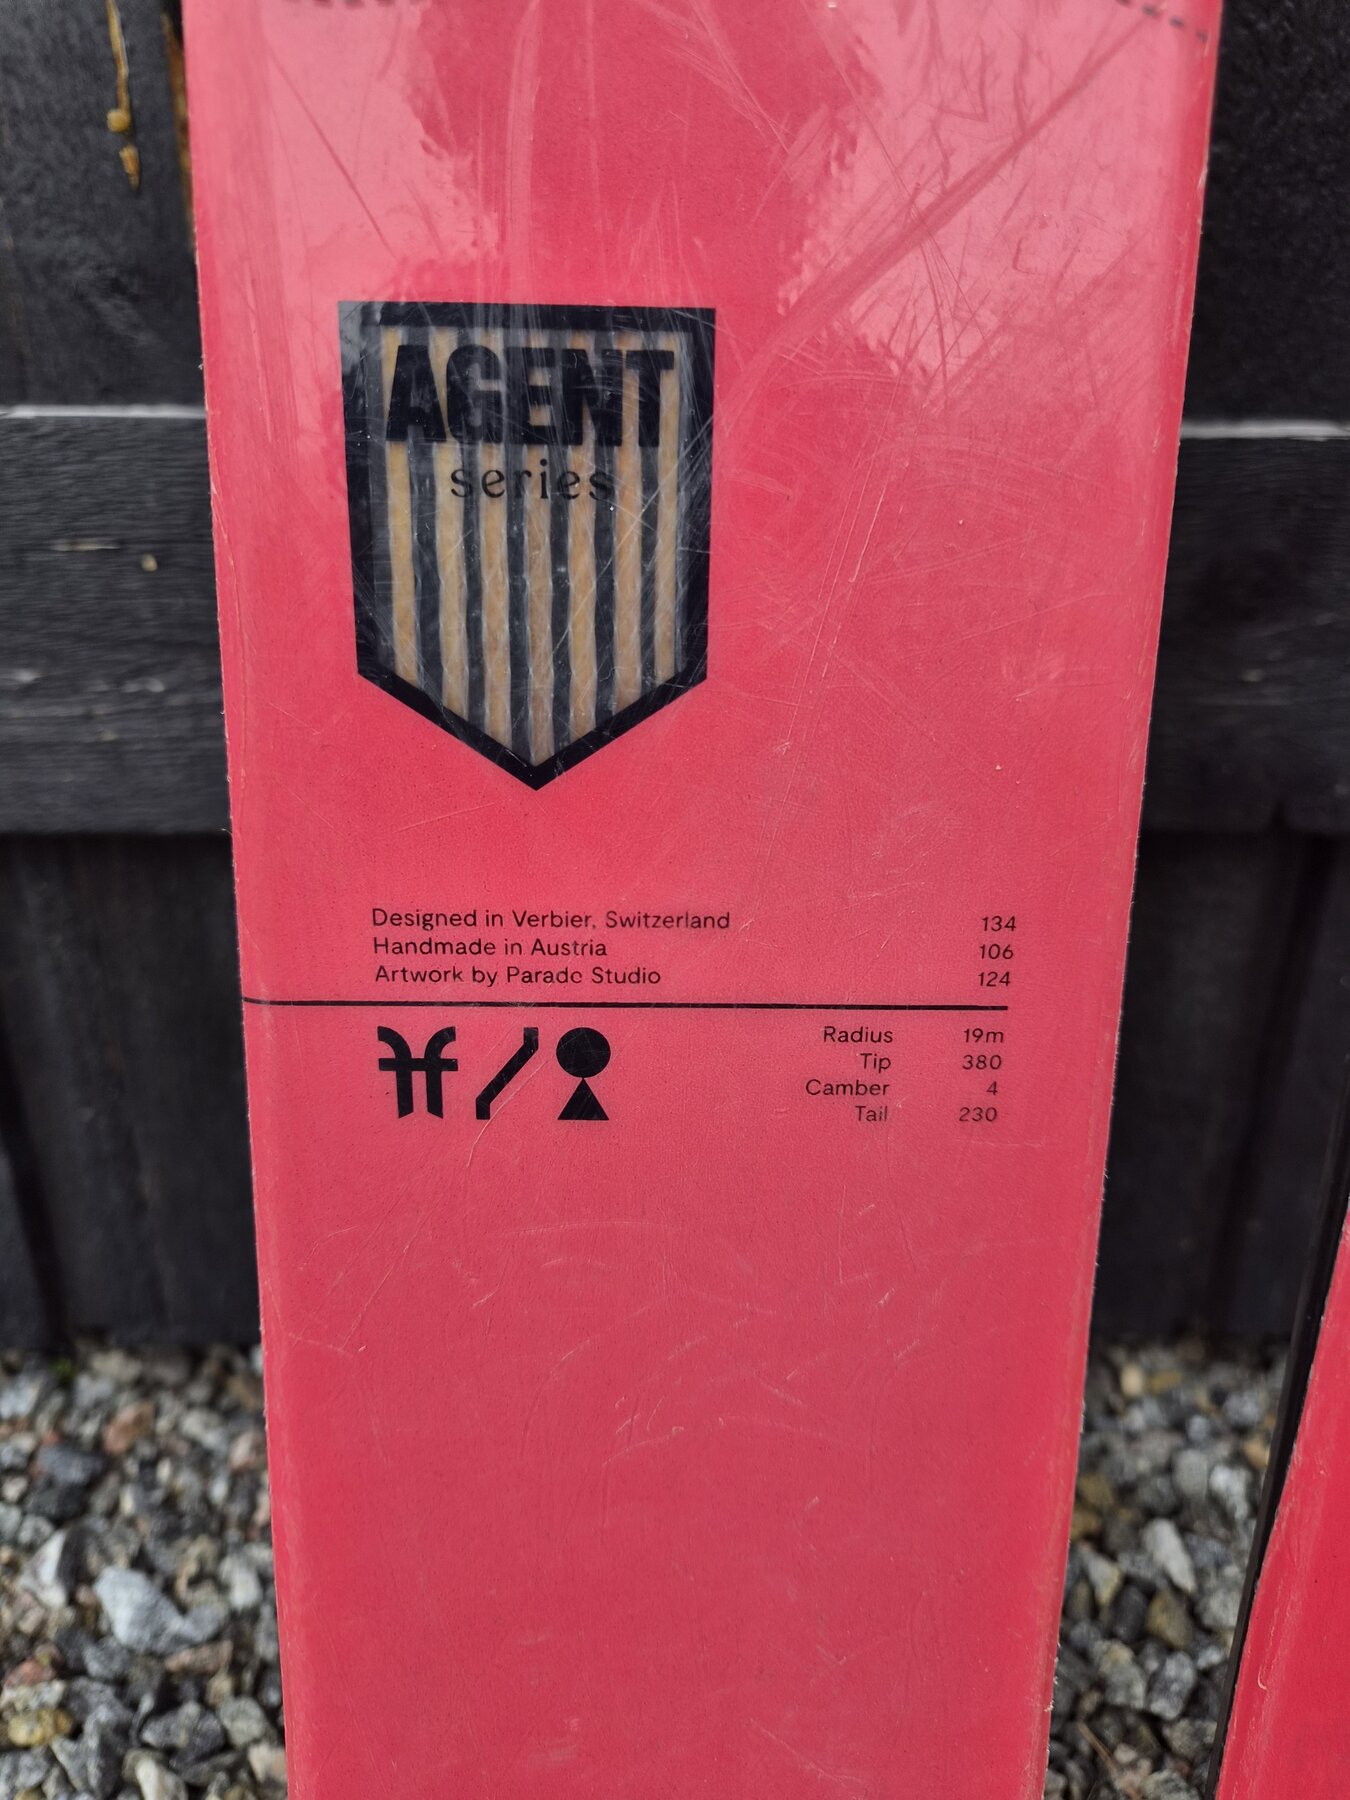 AGENT
series
Designed in Verbier, Switzerland 134
Handmade in Austria 106
Artwork by Parade Studio 124
Radius 19m
Tip 380
Camber 4
Tail 230